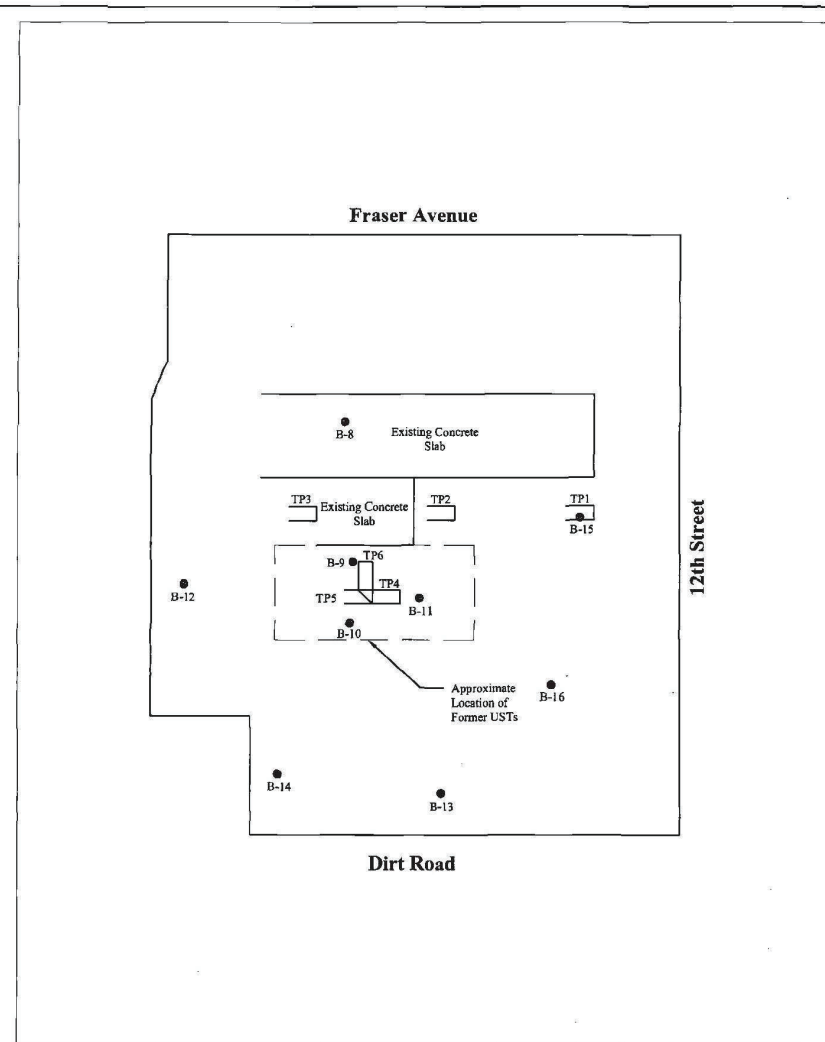 Fraser Avenue
B-8
Existing Concrete
Slab
TP3
Existing Concrete
Slab
TP2
TP1
B-15
12th Street
B-9
TP6
TP4
TP5
B-11
B-10
B-12
Approximate
Location of
Former USTs
B-16
B-14
B-13
Dirt Road